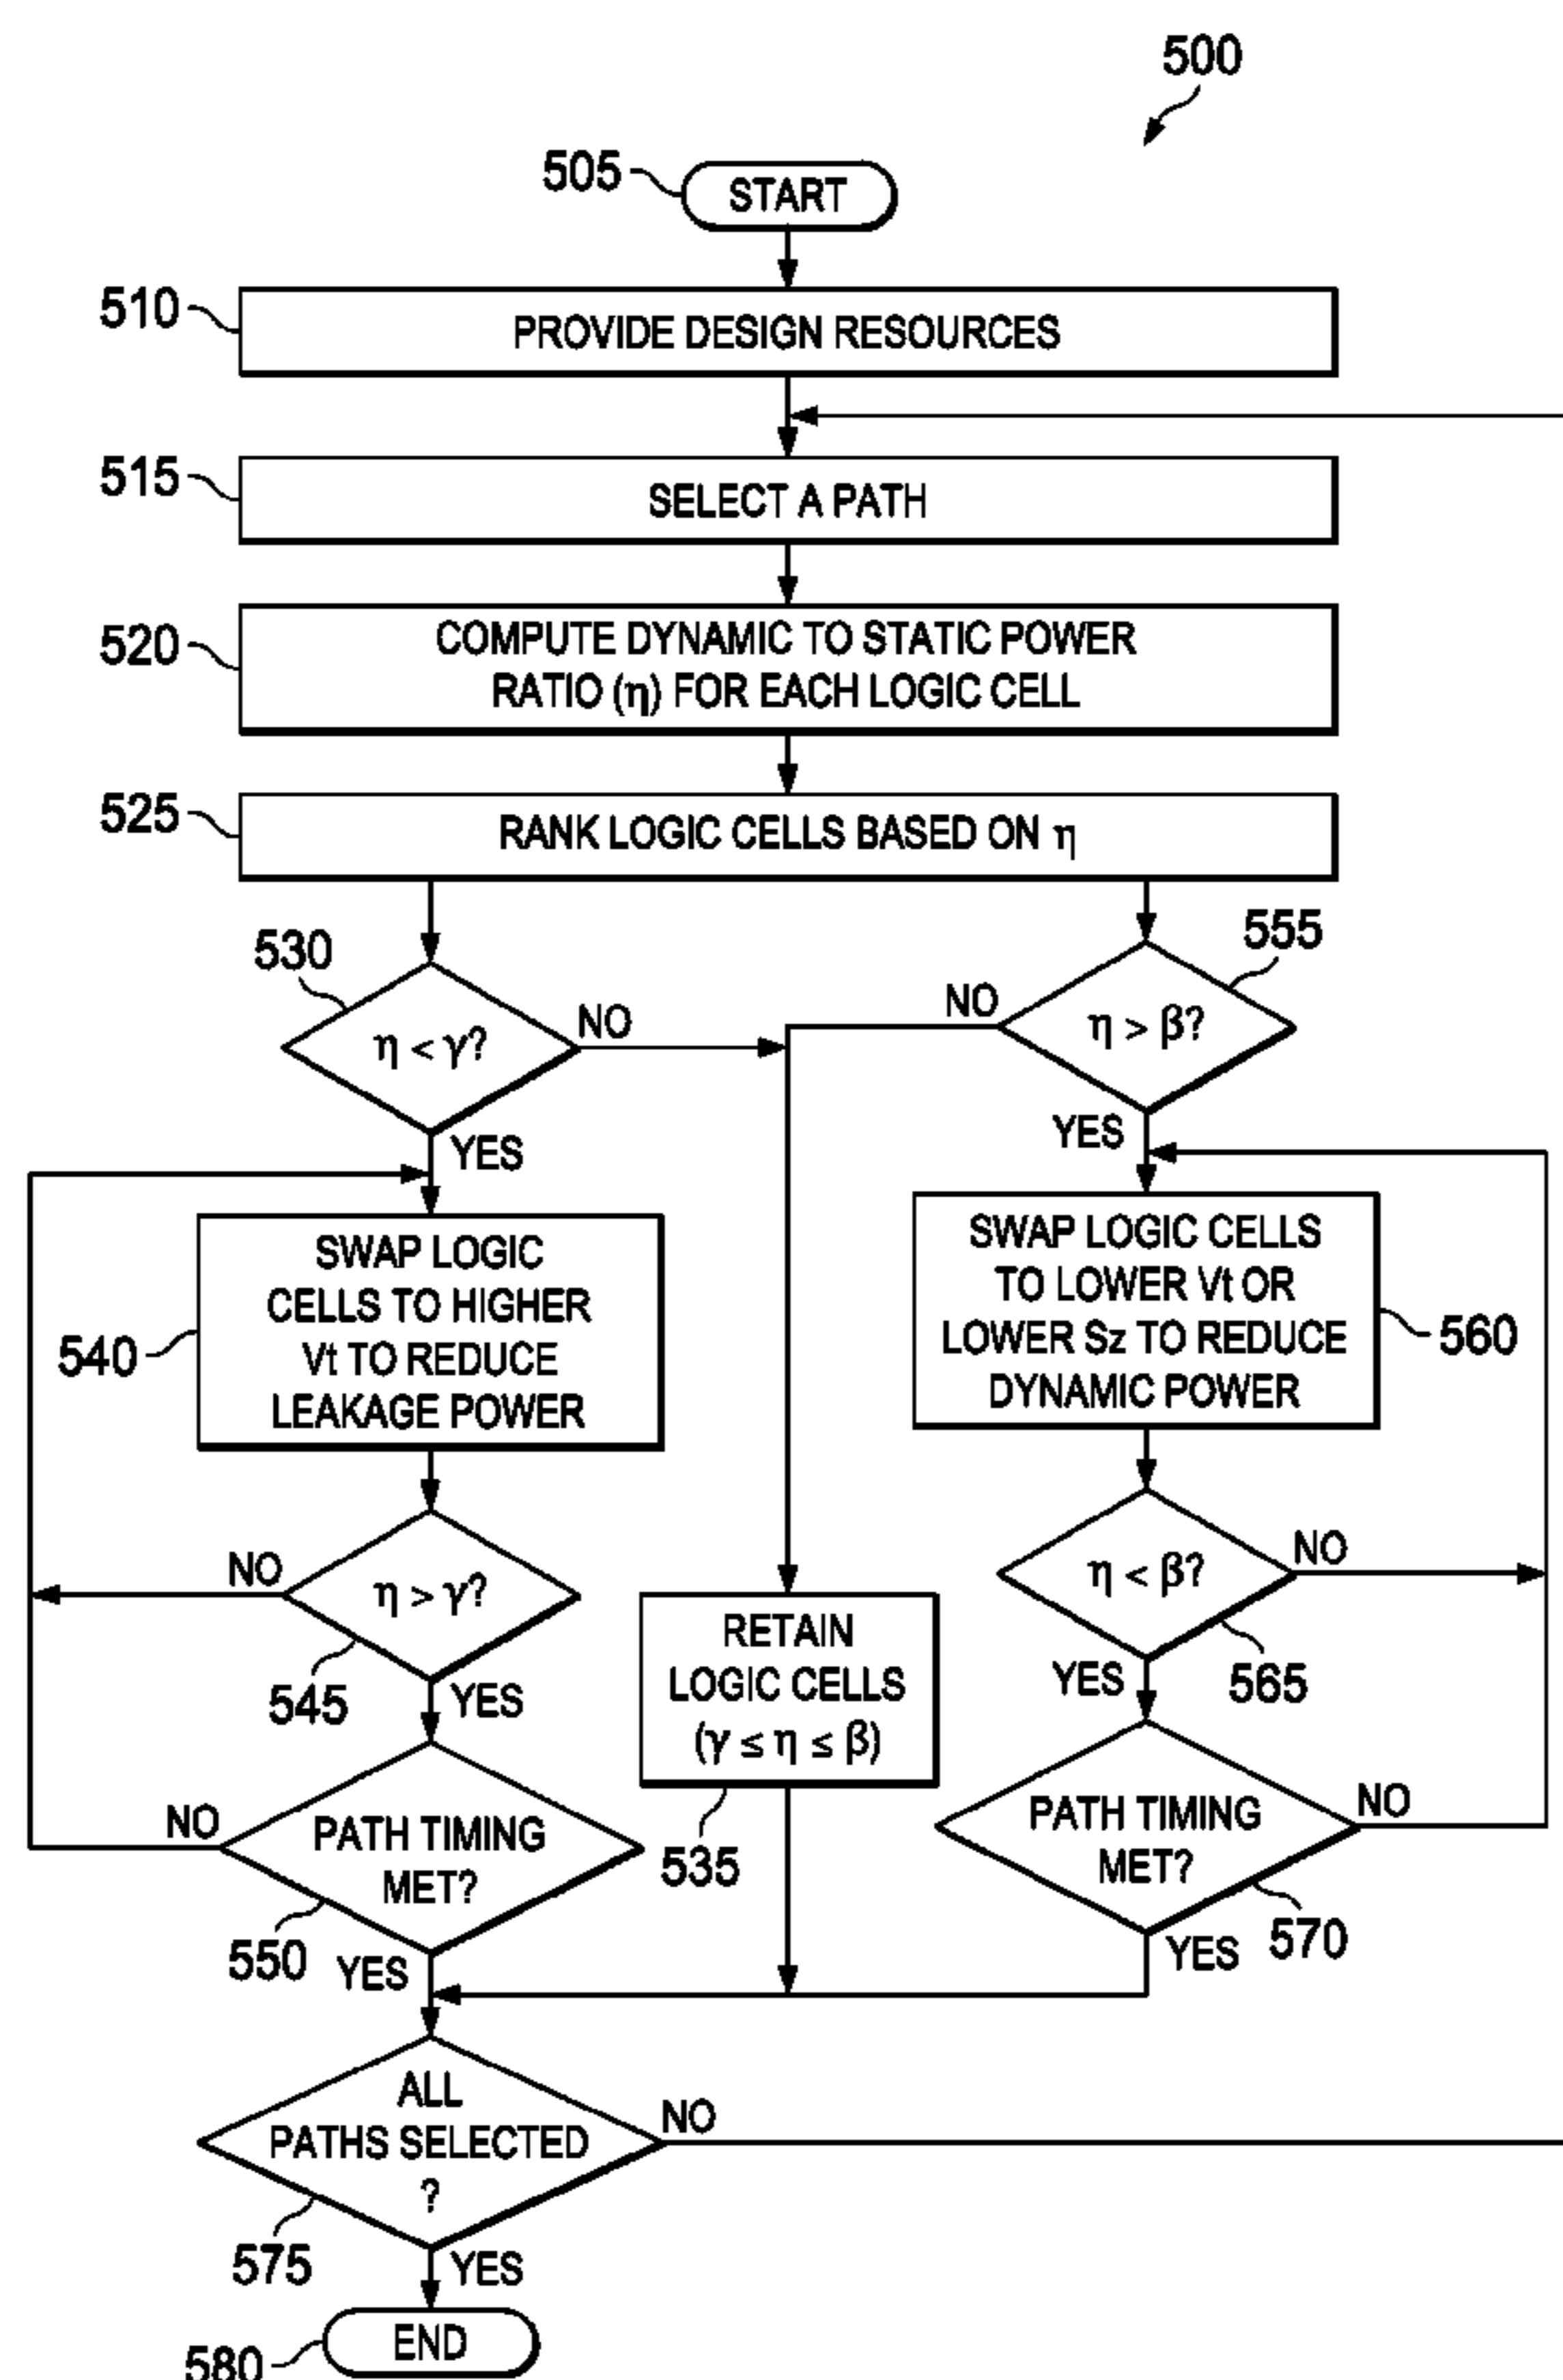 500
505
START
510
PROVIDE DESIGN RESOURCES
515
SELECT A PATH
520
COMPUTE DYNAMIC TO STATIC POWER
RATIO (η) FOR EACH LOGIC CELL
525
RANK LOGIC CELLS BASED ON η
530
η < γ?
NO
YES
555
η > β?
NO
YES
540
SWAP LOGIC
CELLS TO HIGHER
Vt TO REDUCE
LEAKAGE POWER
SWAP LOGIC CELLS
TO LOWER Vt OR
LOWER Sz TO REDUCE
DYNAMIC POWER
560
NO
η > γ?
545
YES
RETAIN
LOGIC CELLS
(γ ≤ η ≤ β)
535
η < β?
NO
YES
565
NO
PATH TIMING
MET?
550
YES
PATH TIMING
MET?
NO
570
YES
ALL
PATHS SELECTED
?
NO
575
YES
END
580